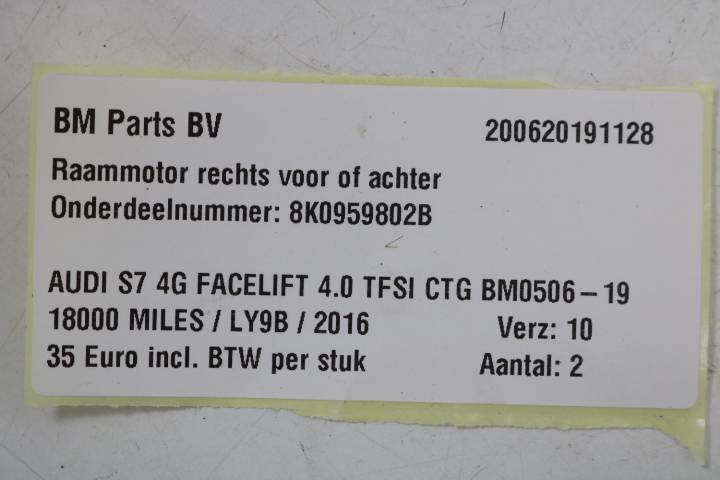 BM Parts BV 200620191128
Raammotor rechts voor of achter
Onderdeelnummer: 8K0959802B
AUDI S7 4G FACELIFT 4.0 TFSI CTG BM0506-19
18000 MILES / LY9B / 2016 Verz: 10
35 Euro incl. BTW per stuk Aantal: 2